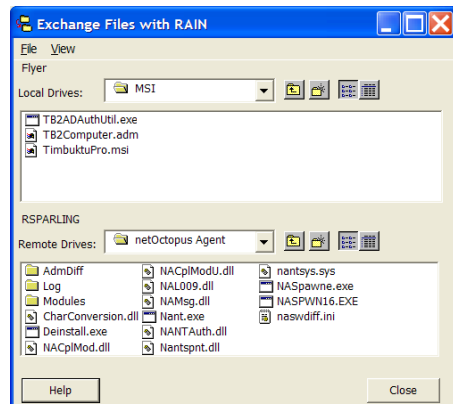 Exchange Files with RAIN
File View
Flyer
Local Drives: MSI
TB2ADAuthUtil.exe
TB2Computer.adm
TimbuktuPro.msi
RSPARLING
Remote Drives: netOctopus Agent
AdmDiff NACplModU.dll nantsys.sys
Log NAL009.dll NASpawne.exe
Modules NAMsg.dll NASPWN16.EXE
CharConversion.dll Nant.exe naswdiff.ini
Deinstall.exe NANTAuth.dll
NACplMod.dll Nantspnt.dll
Help Close